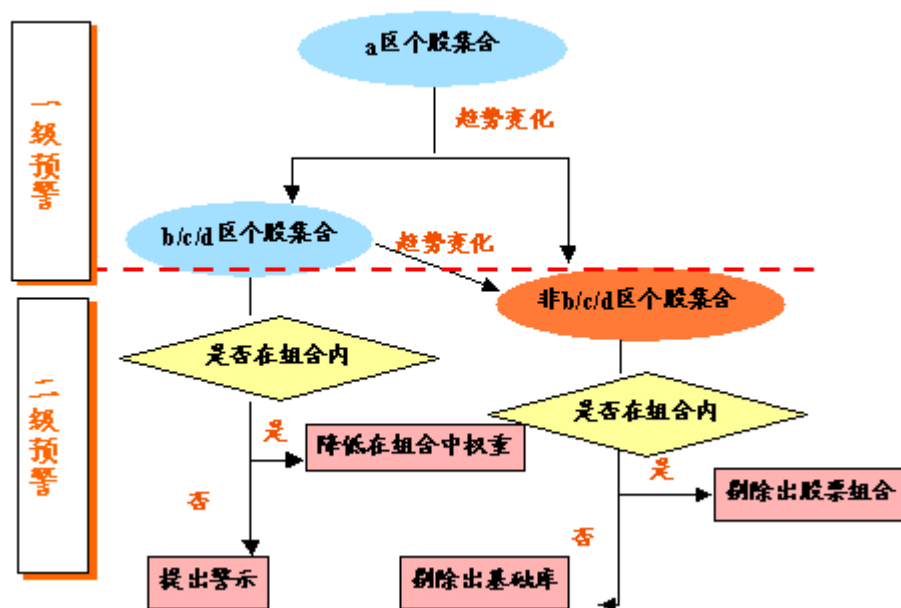 a区个股集合
趋势变化
一级预警
b/c/d区个股集合
趋势变化
非b/c/d区个股集合
二级预警
是否在组合内
是否在组合内
是
降低在组合中权重
是
剔除出股票组合
否
否
提出警示
剔除出基础库